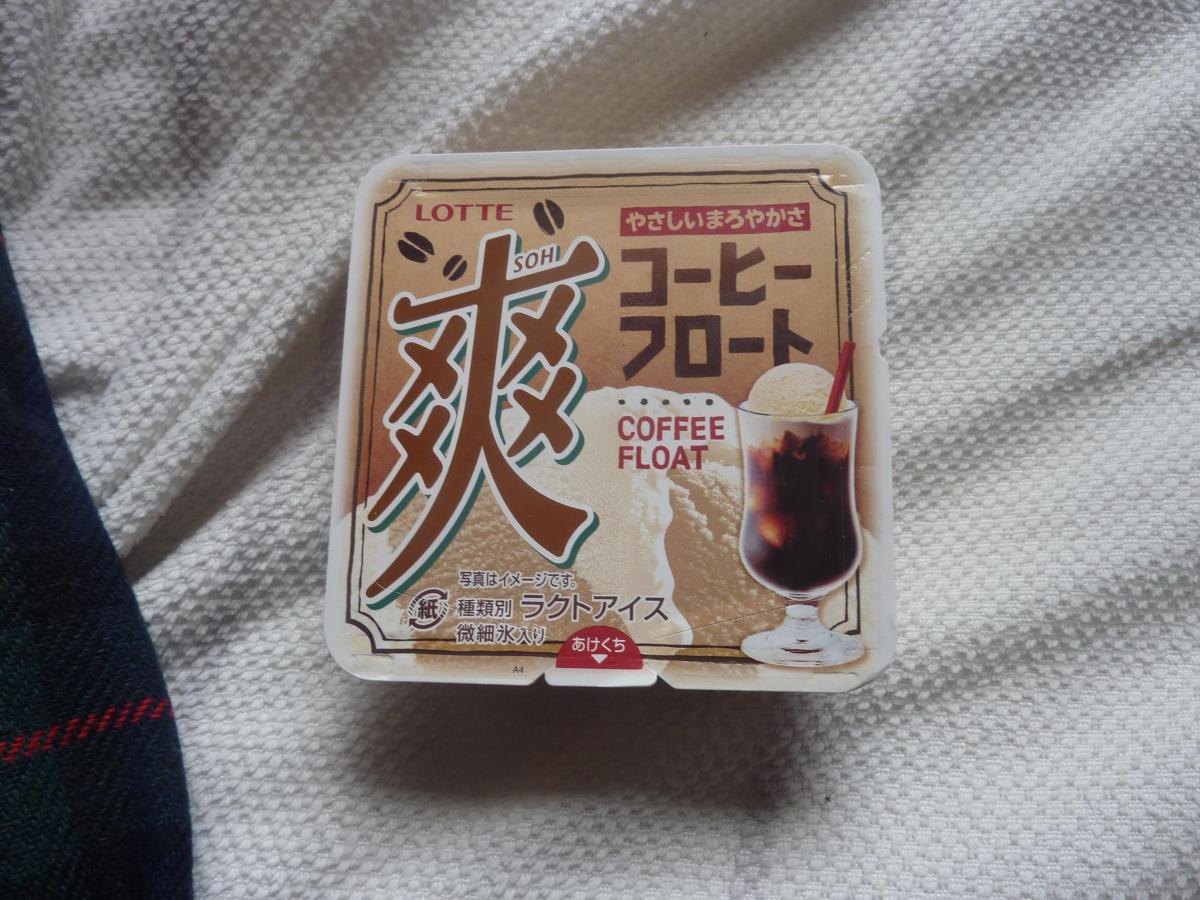 LOTTE
爽
SOH
やさしいまろやかさ
コーヒー
フロート
COFFEE
FLOAT
写真はイメージです。
紙
種類別 ラクトアイス
微細氷入り
あけくち
A4